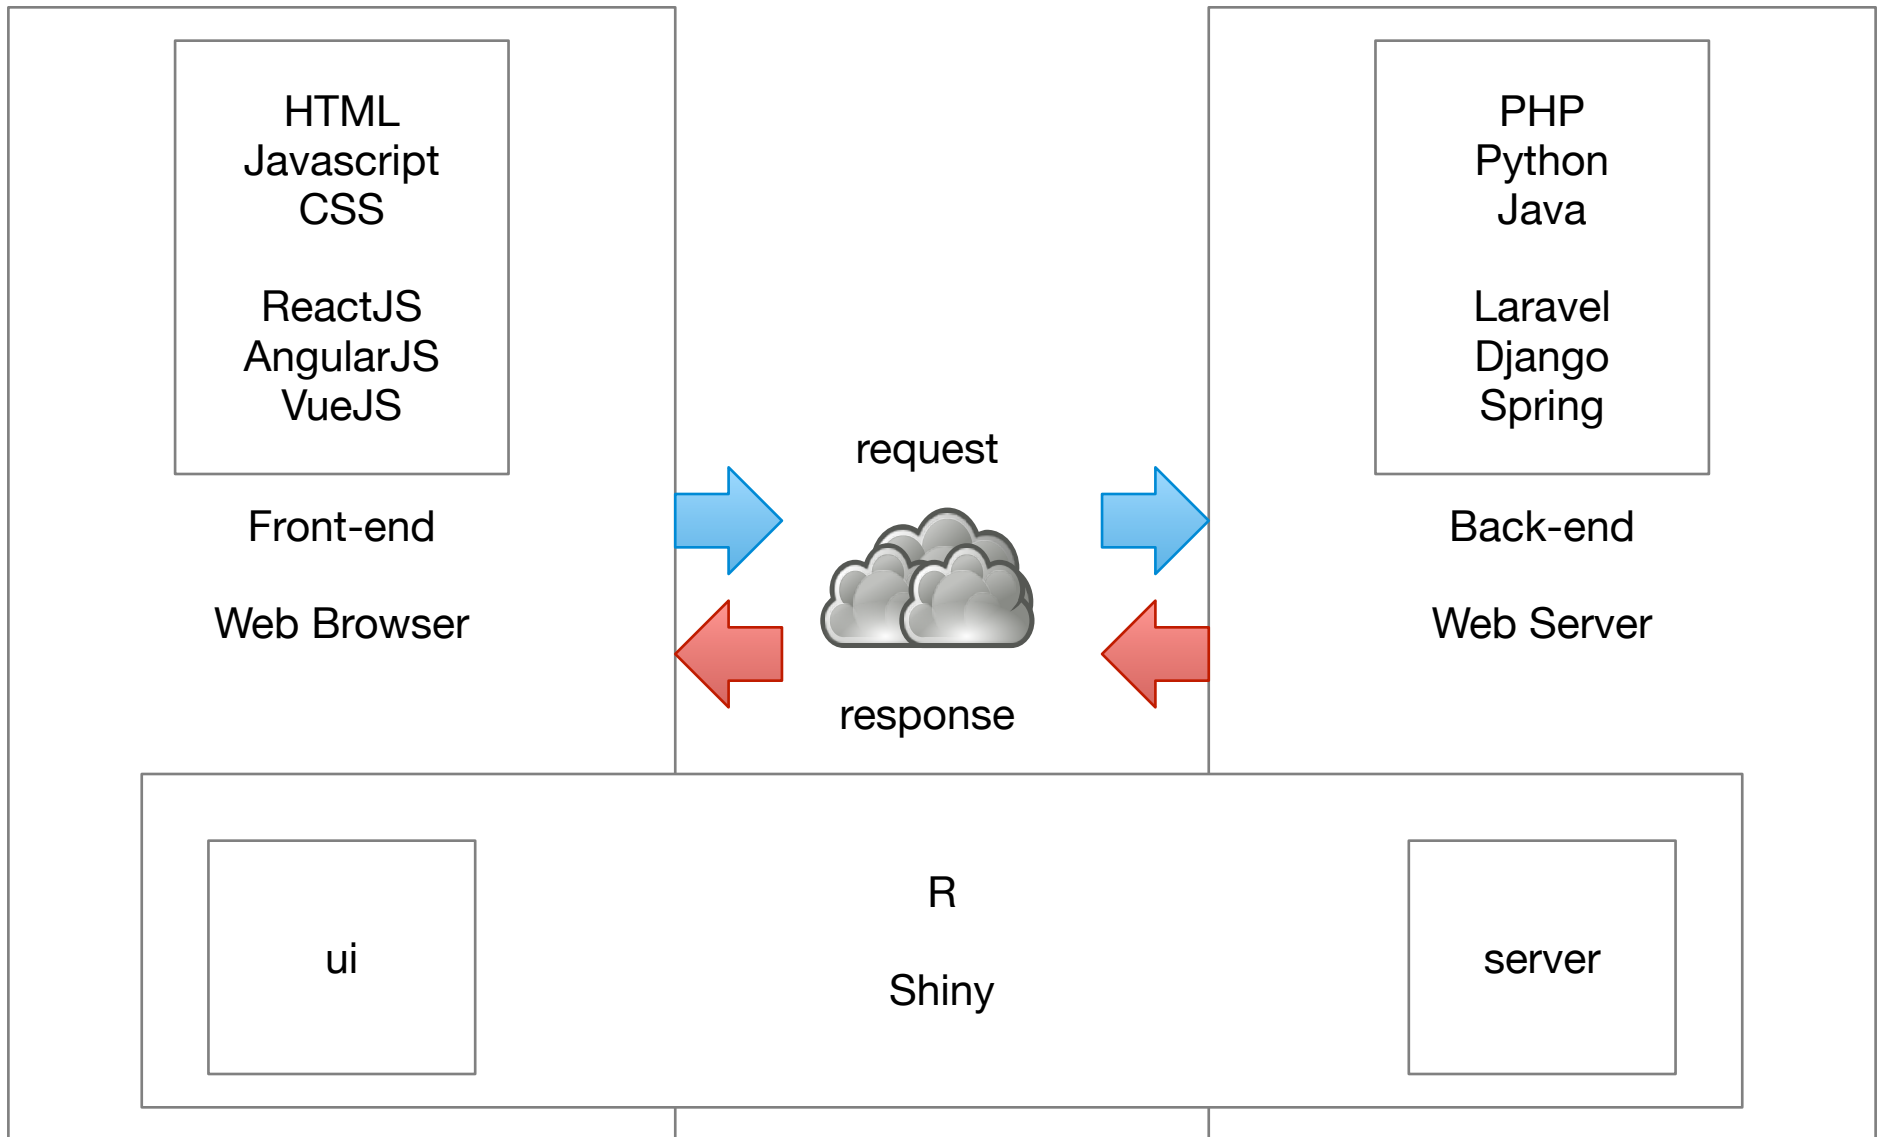 HTML
Javascript
CSS
ReactJS
AngularJS
VueJS
Front-end
Web Browser
request
response
PHP
Python
Java
Laravel
Django
Spring
Back-end
Web Server
ui
R
Shiny
server